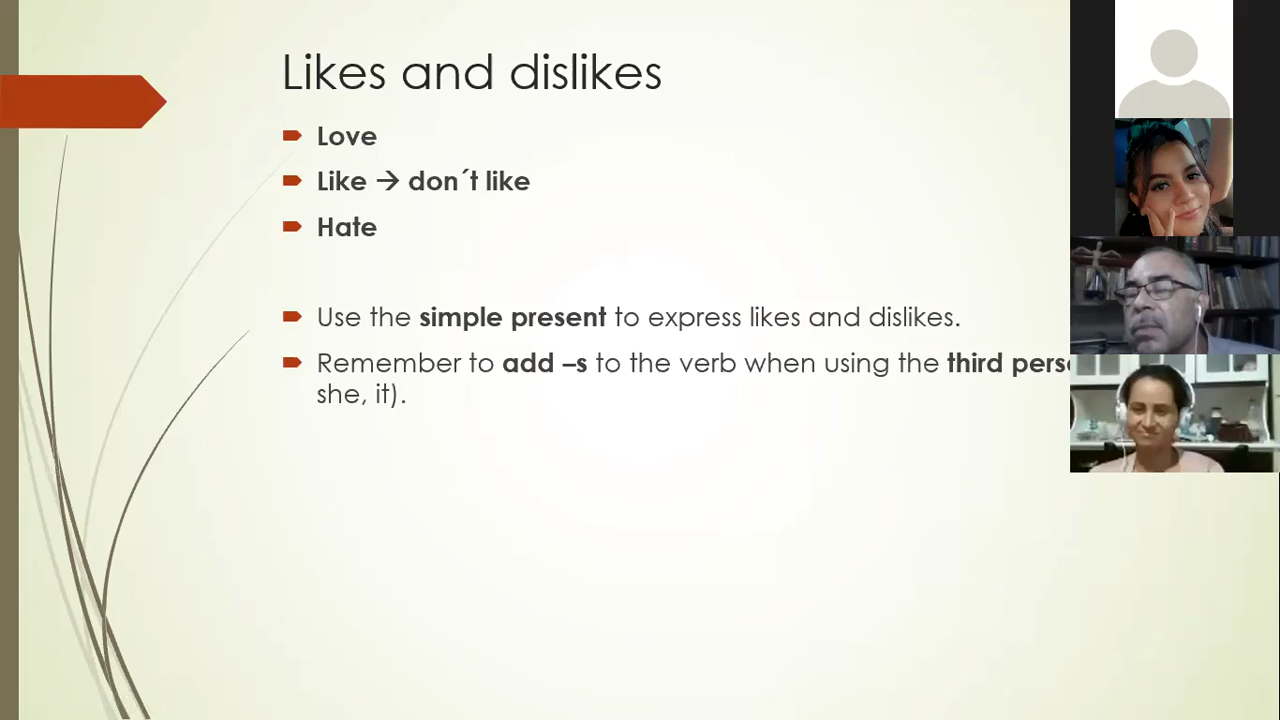 Likes and dislikes
Love
Like → don´t like
Hate
Use the simple present to express likes and dislikes.
Remember to add –s to the verb when using the third
she, it).